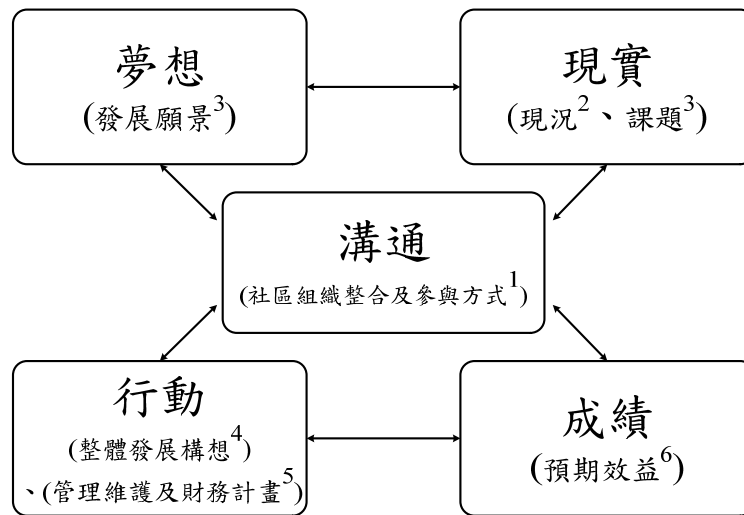 夢想
(發展願景3)
現實
(現況2、課題3)
溝通
(社區組織整合及參與方式1)
行動
(整體發展構想4)
、(管理維護及財務計畫5)
成績
(預期效益6)